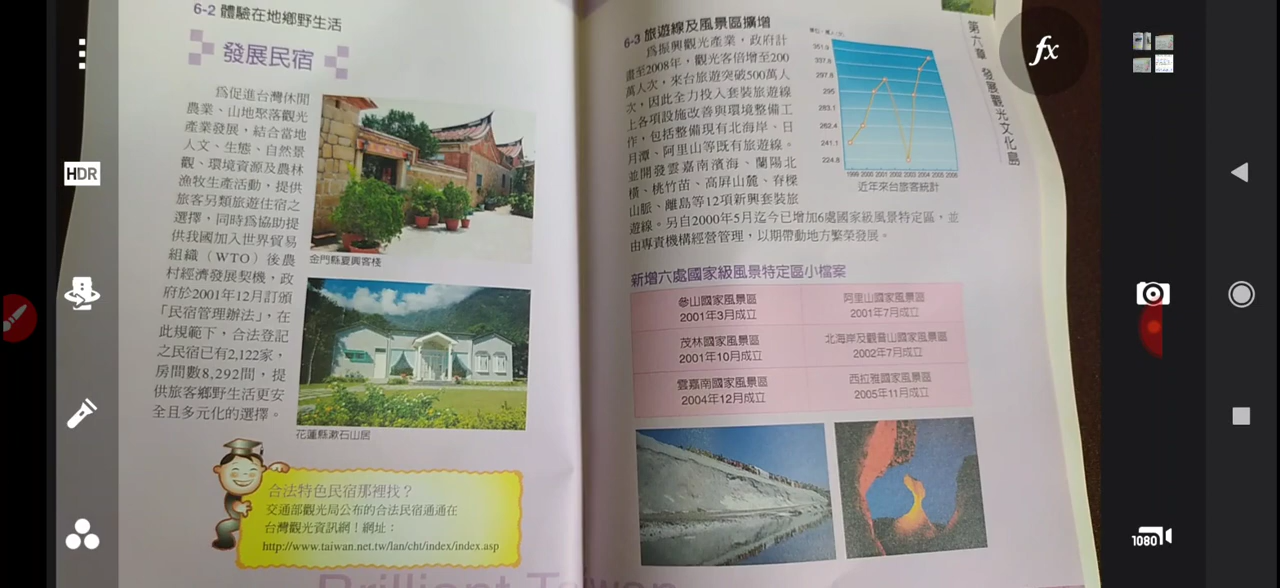 HDR
1080
fx
6-2 體驗在地鄉野生活
發展民宿
為促進台灣休閒
農業、山地聚落觀光
產業發展，結合當地
人文、生態、自然景
觀、環境資源及農林
漁牧生產活動，提供
旅客另類旅遊住宿之
選擇，同時為協助提
供我國加入世界貿易
組織（WTO）後農
村經濟發展契機，政
府於2001年12月訂頒
「民宿管理辦法」，在
此規範下，合法登記
之民宿已有2,122家，
房間數8,292間，提
供旅客鄉野生活更安
全且多元化的選擇。
金門縣夏興客棧
花蓮縣漱石山居
合法特色民宿那裡找？
交通部觀光局公布的合法民宿通通在
台灣觀光資訊網！網址：
http://www.taiwan.net.tw/lan/cht/index/index.asp
Brilliant Taiwan
6-3 旅遊線及風景區擴增
為振興觀光產業，政府計
畫至2008年，觀光客倍增至200
萬人次，來台旅遊突破500萬人
次，因此全力投入套裝旅遊線
上各項設施改善與環境整備工
作，包括整備現有北海岸、日
月潭、阿里山等既有旅遊線。
並開發雲嘉南濱海、蘭陽北
橫、桃竹苗、高屏山麓、脊樑
山脈、離島等12項新興套裝旅
遊線。另自2000年5月迄今已增加6處國家級風景特定區，並
由專責機構經營管理，以期帶動地方繁榮發展。
351.9
337.8
297.8
295
283.1
262.4
241.1
224.8
1999 2000 2001 2002 2003 2004 2005 2006
近年來台旅客統計
第六章 發展觀光文化島
新增六處國家級風景特定區小檔案
參山國家風景區
2001年3月成立
阿里山國家風景區
2001年7月成立
茂林國家風景區
2001年10月成立
北海岸及觀音山國家風景區
2002年7月成立
雲嘉南國家風景區
2004年12月成立
西拉雅國家風景區
2005年11月成立